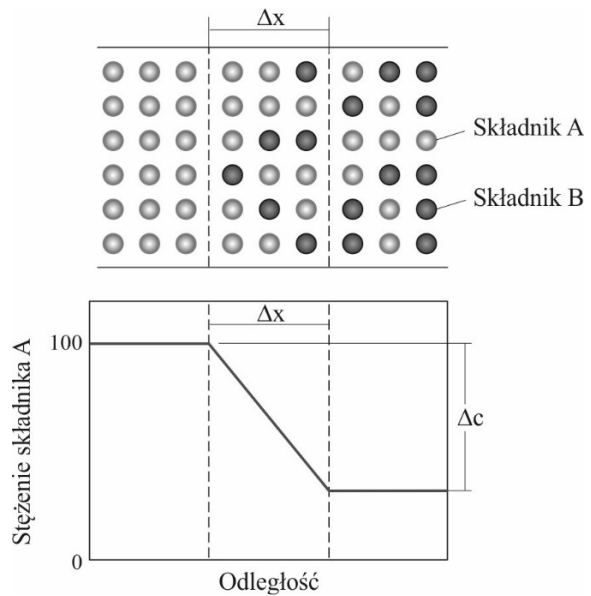 Δx
Składnik A
Składnik B
Δx
100
Δc
0
Stężenie składnika A
Odległość